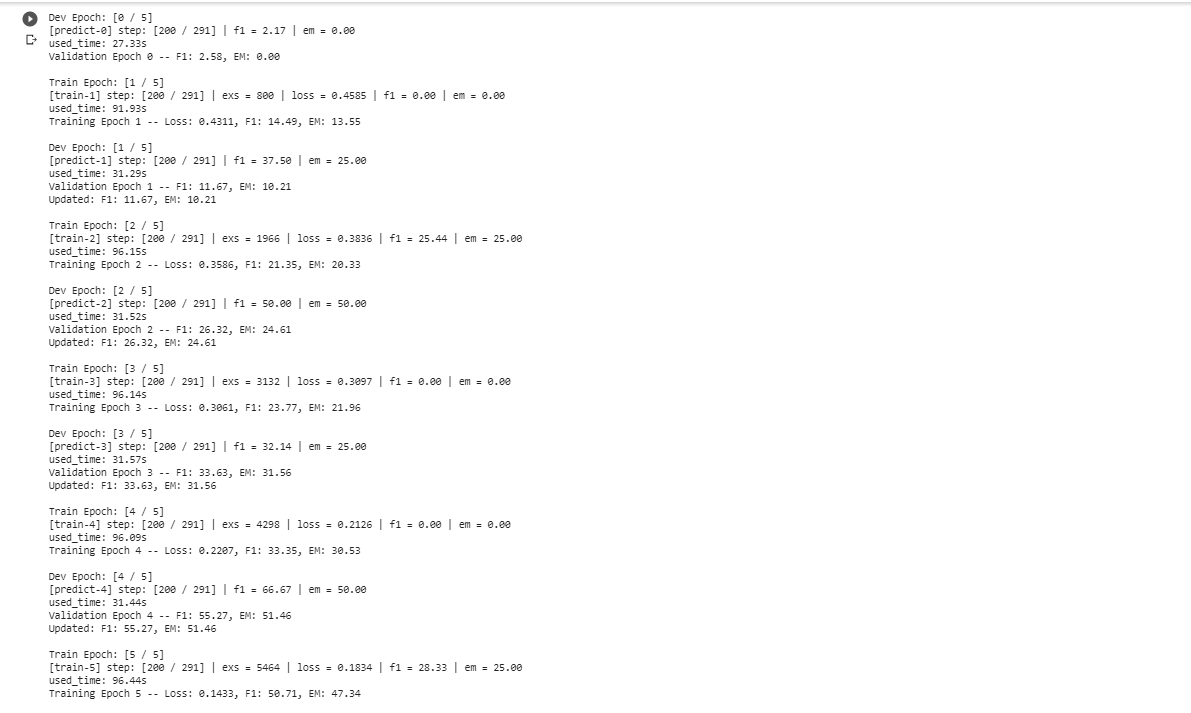 Dev Epoch: [0 / 5]
[predict-0] step: [200 / 291] | f1 = 2.17 | em = 0.00
used_time: 27.33s
Validation Epoch 0 -- F1: 2.58, EM: 0.00
Train Epoch: [1 / 5]
[train-1] step: [200 / 291] | exs = 800 | loss = 0.4585 | f1 = 0.00 | em = 0.00
used_time: 91.93s
Training Epoch 1 -- Loss: 0.4311, F1: 14.49, EM: 13.55
Dev Epoch: [1 / 5]
[predict-1] step: [200 / 291] | f1 = 37.50 | em = 25.00
used_time: 31.29s
Validation Epoch 1 -- F1: 11.67, EM: 10.21
Updated: F1: 11.67, EM: 10.21
Train Epoch: [2 / 5]
[train-2] step: [200 / 291] | exs = 1966 | loss = 0.3836 | f1 = 25.44 | em = 25.00
used_time: 96.15s
Training Epoch 2 -- Loss: 0.3586, F1: 21.35, EM: 20.33
Dev Epoch: [2 / 5]
[predict-2] step: [200 / 291] | f1 = 50.00 | em = 50.00
used_time: 31.52s
Validation Epoch 2 -- F1: 26.32, EM: 24.61
Updated: F1: 26.32, EM: 24.61
Train Epoch: [3 / 5]
[train-3] step: [200 / 291] | exs = 3132 | loss = 0.3097 | f1 = 0.00 | em = 0.00
used_time: 96.14s
Training Epoch 3 -- Loss: 0.3061, F1: 23.77, EM: 21.96
Dev Epoch: [3 / 5]
[predict-3] step: [200 / 291] | f1 = 32.14 | em = 25.00
used_time: 31.57s
Validation Epoch 3 -- F1: 33.63, EM: 31.56
Updated: F1: 33.63, EM: 31.56
Train Epoch: [4 / 5]
[train-4] step: [200 / 291] | exs = 4298 | loss = 0.2126 | f1 = 0.00 | em = 0.00
used_time: 96.09s
Training Epoch 4 -- Loss: 0.2207, F1: 33.35, EM: 30.53
Dev Epoch: [4 / 5]
[predict-4] step: [200 / 291] | f1 = 66.67 | em = 50.00
used_time: 31.44s
Validation Epoch 4 -- F1: 55.27, EM: 51.46
Updated: F1: 55.27, EM: 51.46
Train Epoch: [5 / 5]
[train-5] step: [200 / 291] | exs = 5464 | loss = 0.1834 | f1 = 28.33 | em = 25.00
used_time: 96.44s
Training Epoch 5 -- Loss: 0.1433, F1: 50.71, EM: 47.34